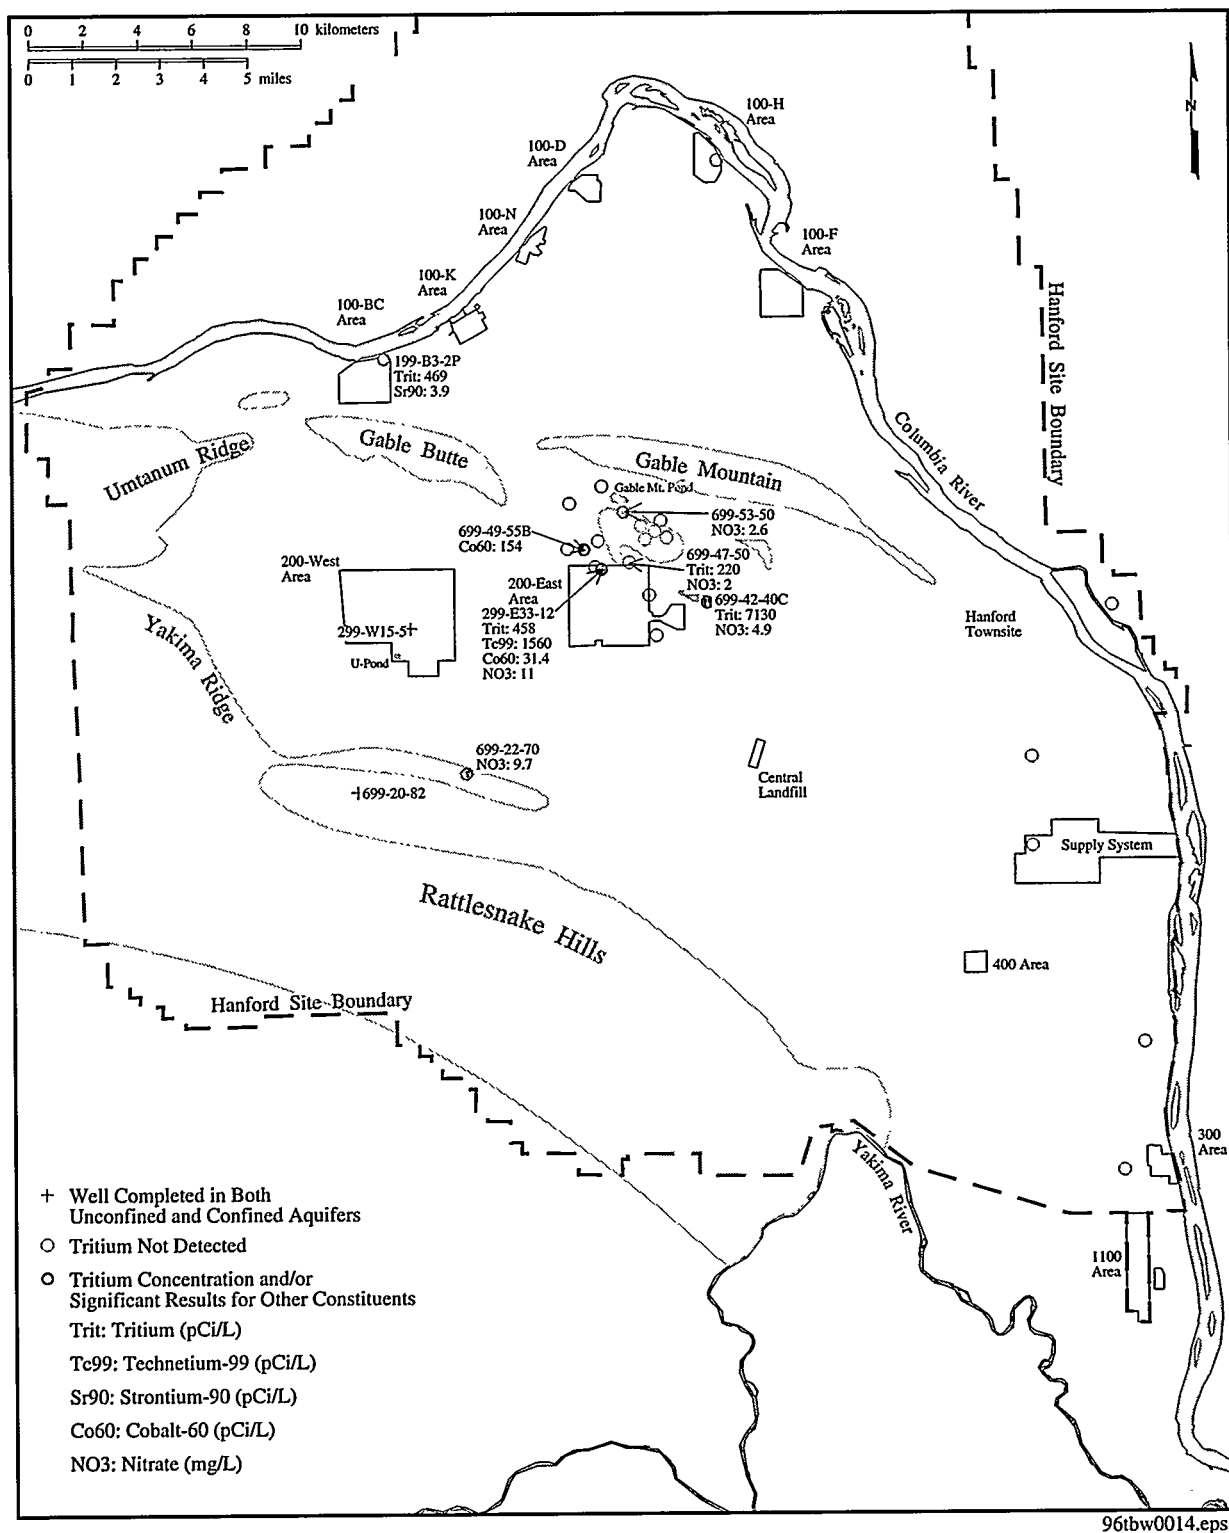 0 2 4 6 8 10 kilometers
0 1 2 3 4 5 miles
N
100-H
Area
100-D
Area
100-N
Area
100-F
Area
100-K
Area
100-BC
Area
Hanford Site Boundary
199-B3-2P
Trit: 469
Sr90: 3.9
Columbia River
Umtanum Ridge
Gable Butte
Gable Mountain
Gable Mt. Pond
699-53-50
NO3: 2.6
699-49-55B
Co60: 154
699-47-50
Trit: 220
NO3: 2
200-West
Area
200-East
Area
299-E33-12
Trit: 458
Tc99: 1560
Co60: 31.4
NO3: 11
699-42-40C
Trit: 7130
NO3: 4.9
Hanford
Townsite
299-W15-5
U-Pond
Yakima Ridge
699-22-70
NO3: 9.7
699-20-82
Central
Landfill
Supply System
Rattlesnake Hills
400 Area
Hanford Site Boundary
300
Area
Yakima River
1100
Area
+ Well Completed in Both
Unconfined and Confined Aquifers
Tritium Not Detected
Tritium Concentration and/or
Significant Results for Other Constituents
Trit: Tritium (pCi/L)
Tc99: Technetium-99 (pCi/L)
Sr90: Strontium-90 (pCi/L)
Co60: Cobalt-60 (pCi/L)
NO3: Nitrate (mg/L)
96tbw0014.eps